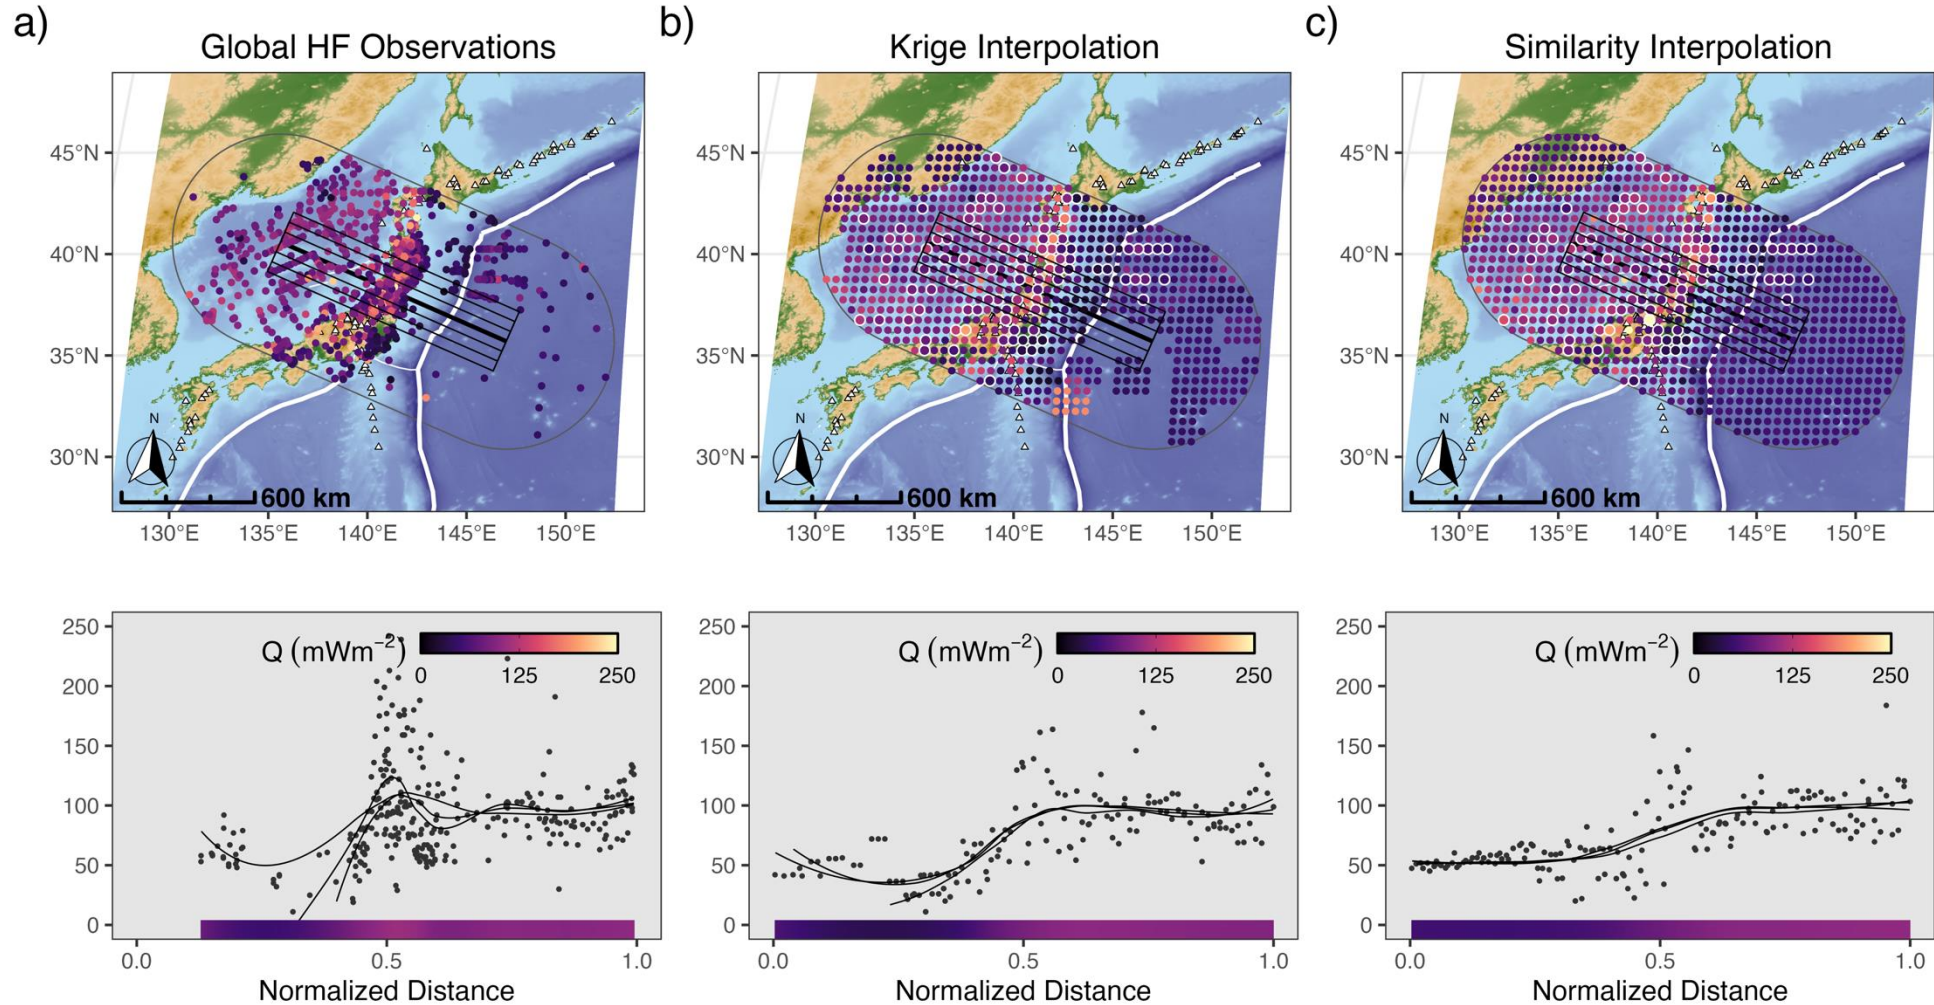 a)
Global HF Observations
45°N
40°N
35°N
30°N
N
600 km
130°E 135°E 140°E 145°E 150°E
b)
Krige Interpolation
45°N
40°N
35°N
30°N
N
600 km
130°E 135°E 140°E 145°E 150°E
c)
Similarity Interpolation
45°N
40°N
35°N
30°N
N
600 km
130°E 135°E 140°E 145°E 150°E
250
200
150
100
50
0
Q (mWm⁻²)
0 125 250
0.0 0.5 1.0
Normalized Distance
250
200
150
100
50
0
Q (mWm⁻²)
0 125 250
0.0 0.5 1.0
Normalized Distance
250
200
150
100
50
0
Q (mWm⁻²)
0 125 250
0.0 0.5 1.0
Normalized Distance